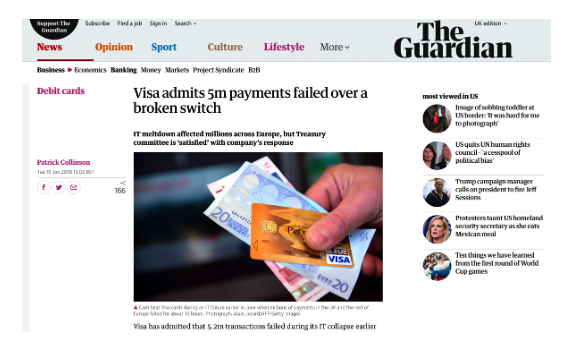 Support The
Guardian
Subscribe Find a job Sign in Search
UK edition
The
Guardian
News Opinion Sport Culture Lifestyle More
Business Economics Banking Money Markets Project Syndicate B2B
Debit cards
Visa admits 5m payments failed over a
broken switch
IT meltdown affected millions across Europe, but Treasury
committee is 'satisfied' with company's response
Patrick Collinson
Tue 19 Jun 2018 13.03 BST
166
20
20
VISA
Cash beat Visa cards during an IT failure earlier in June when millions of payments in the UK and the rest of
Europe failed for about 10 hours. Photograph: Alain Jocard/AFP/Getty Images
Visa has admitted that 5.2m transactions failed during its IT collapse earlier
most viewed in US
Image of sobbing toddler at
US border: 'It was hard for me
to photograph'
US quits UN human rights
council – 'a cesspool of
political bias'
Trump campaign manager
calls on president to fire Jeff
Sessions
Protesters taunt US homeland
security secretary as she eats
Mexican meal
Ten things we have learned
from the first round of World
Cup games